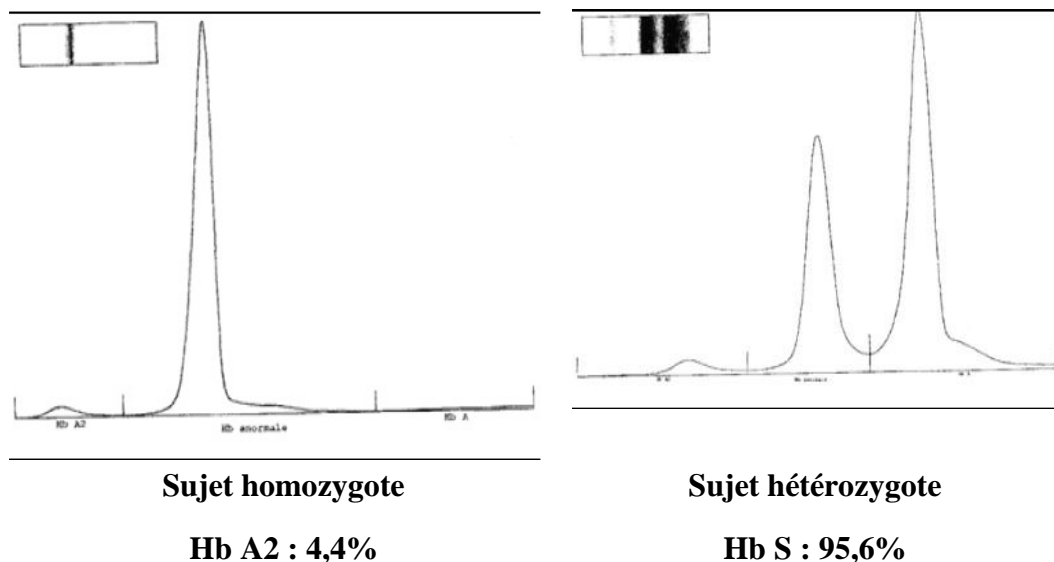 Hb A2
Hb anormale
Hb A
Sujet homozygote
Sujet hétérozygote
Hb A2 : 4,4%
Hb S : 95,6%